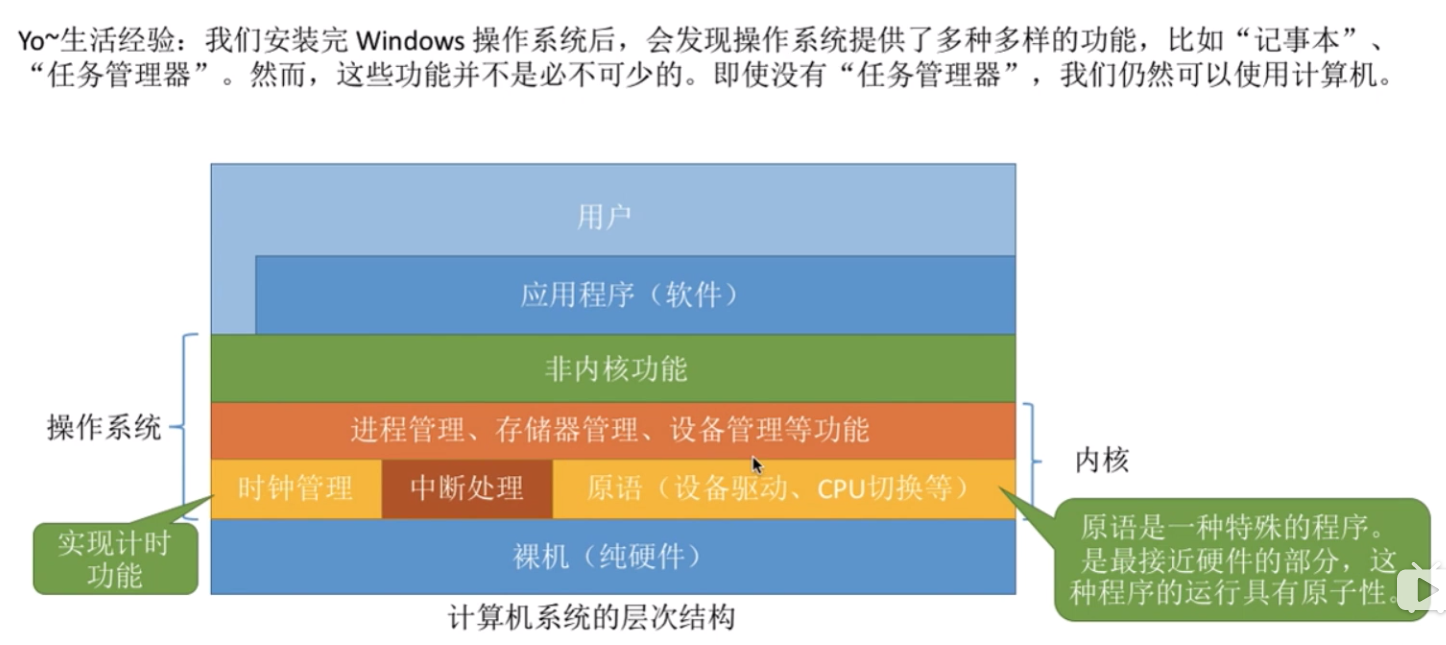 Yo~生活经验：我们安装完 Windows 操作系统后，会发现操作系统提供了多种多样的功能，比如“记事本”、
“任务管理器”。然而，这些功能并不是必不可少的。即使没有“任务管理器”，我们仍然可以使用计算机。
用户
应用程序（软件）
非内核功能
操作系统
进程管理、存储器管理、设备管理等功能
内核
时钟管理
中断处理
原语（设备驱动、CPU切换等）
实现计时
功能
裸机（纯硬件）
原语是一种特殊的程序。
是最接近硬件的部分，这
种程序的运行具有原子性。
计算机系统的层次结构